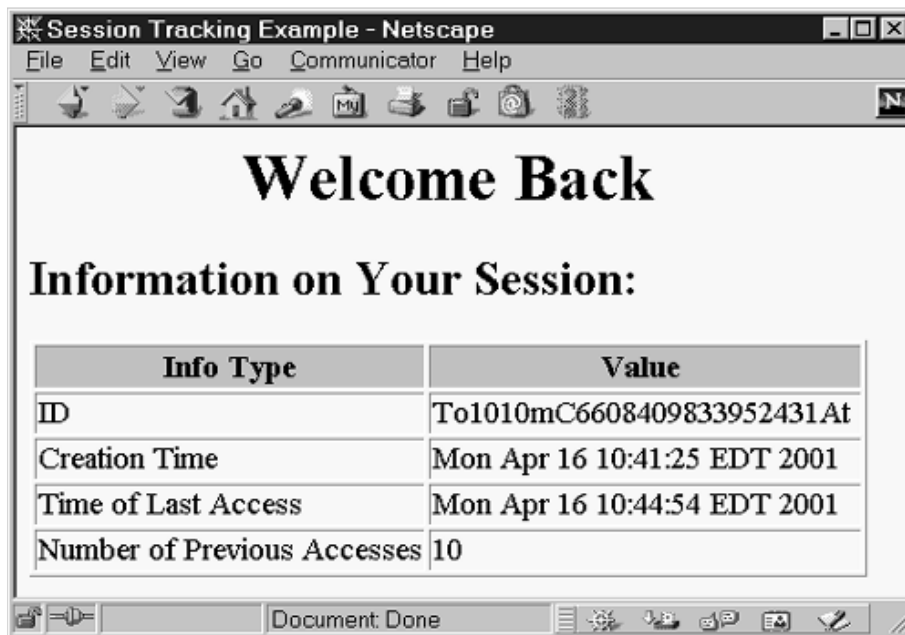 Session Tracking Example - Netscape
File Edit View Go Communicator Help
My
N
Welcome Back
Information on Your Session:
Info Type Value
ID To1010mC6608409833952431At
Creation Time Mon Apr 16 10:41:25 EDT 2001
Time of Last Access Mon Apr 16 10:44:54 EDT 2001
Number of Previous Accesses 10
Document: Done